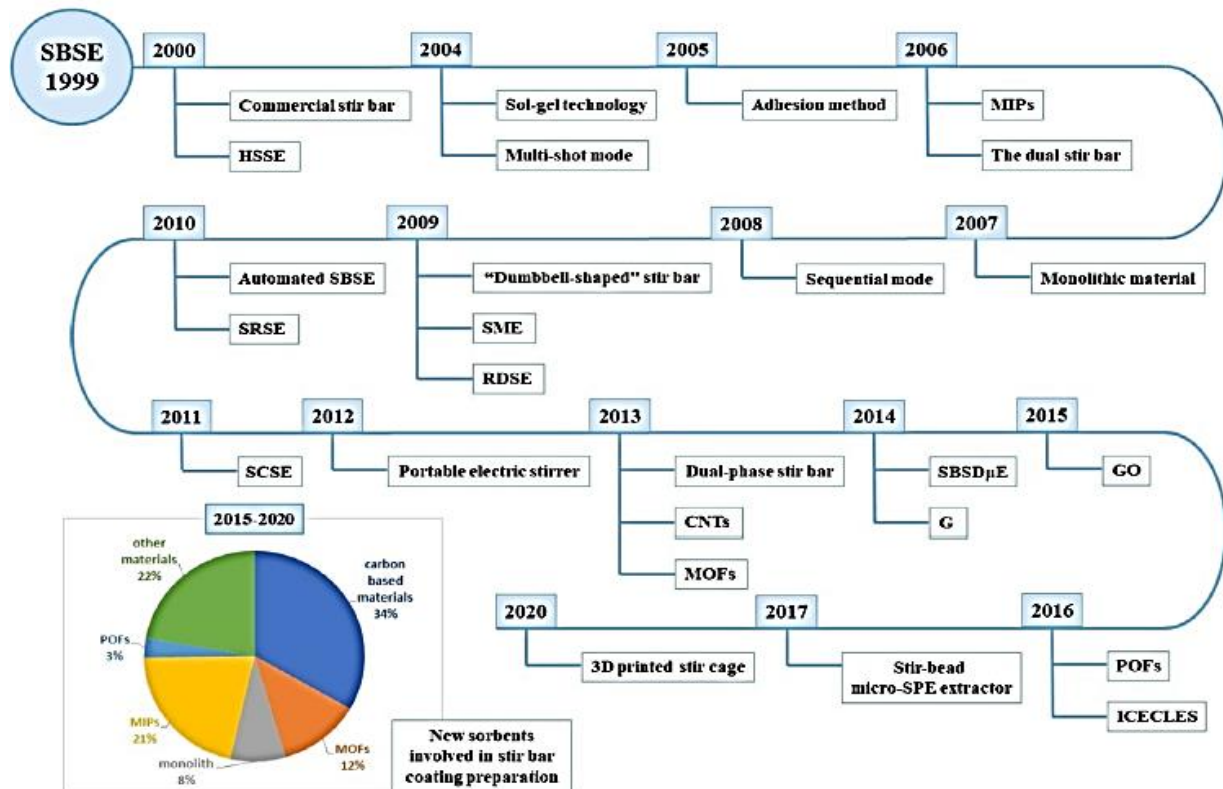 SBSE
1999
2000
Commercial stir bar
HSSE
2004
Sol-gel technology
Multi-shot mode
2005
Adhesion method
2006
MIPs
The dual stir bar
2010
Automated SBSE
SRSE
2009
“Dumbbell-shaped” stir bar
SME
RDSE
2008
Sequential mode
2007
Monolithic material
2011
SCSE
2012
Portable electric stirrer
2013
Dual-phase stir bar
CNTs
MOFs
2014
SBSDµE
G
2015
GO
2020
3D printed stir cage
2017
Stir-bead
micro-SPE extractor
2016
POFs
ICECLES
2015-2020
other
materials
22%
carbon
based
materials
34%
POFs
3%
MIPs
21%
monolith
8%
MOFs
12%
New sorbents
involved in stir bar
coating preparation